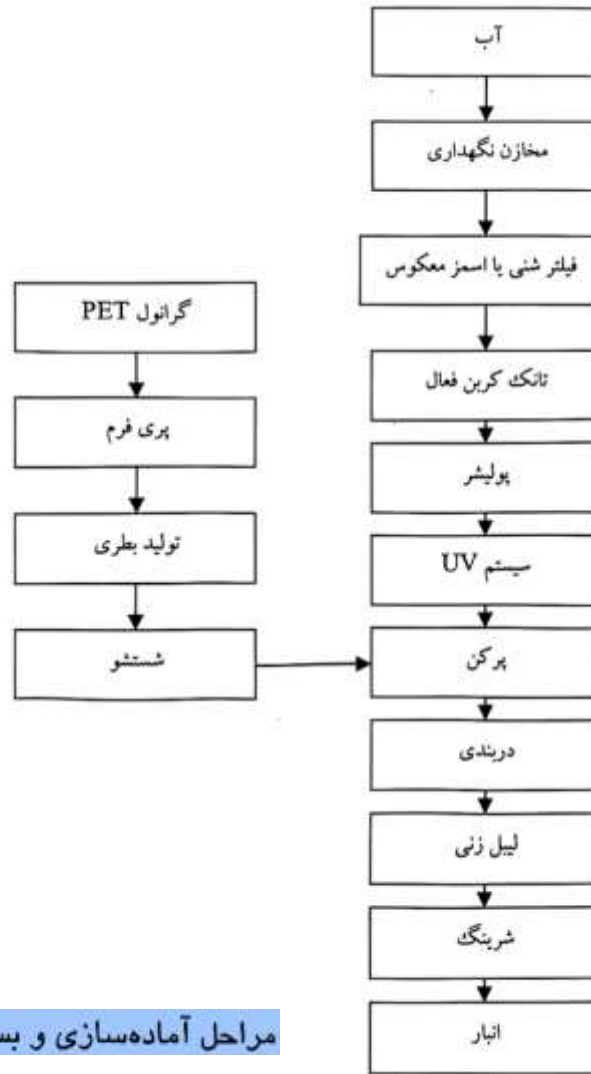 آب
مخازن نگهداری
فیلتر شنی یا اسمز معکوس
تانک کربن فعال
پولیشر
سیستم UV
گرانول PET
پری فرم
تولید بطری
شستشو
پرکن
دربندی
لیبل زنی
شرینگ
انبار
مراحل آماده‌سازی و